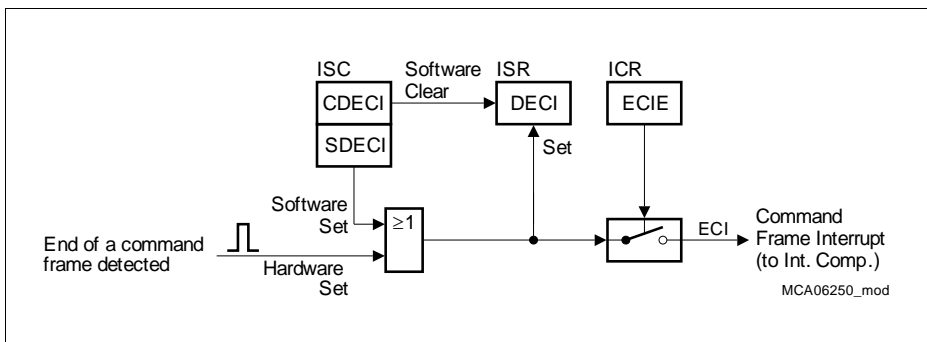 ISC
Software
Clear
ISR
ICR
CDECI
DECI
ECIE
SDECI
Set
Software
Set
≥1
End of a command
frame detected
Hardware
Set
ECI
Command
Frame Interrupt
(to Int. Comp.)
MCA06250_mod